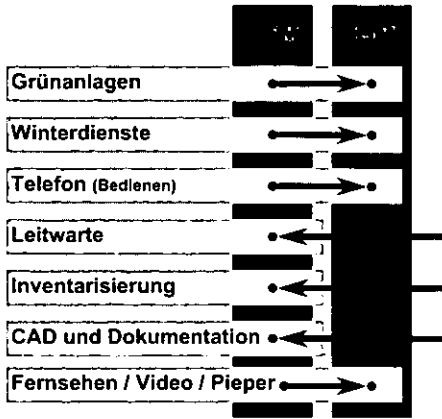 Grünanlagen
Winterdienste
Telefon (Bedienen)
Leitwarte
Inventarisierung
CAD und Dokumentation
Fernsehen / Video / Pieper